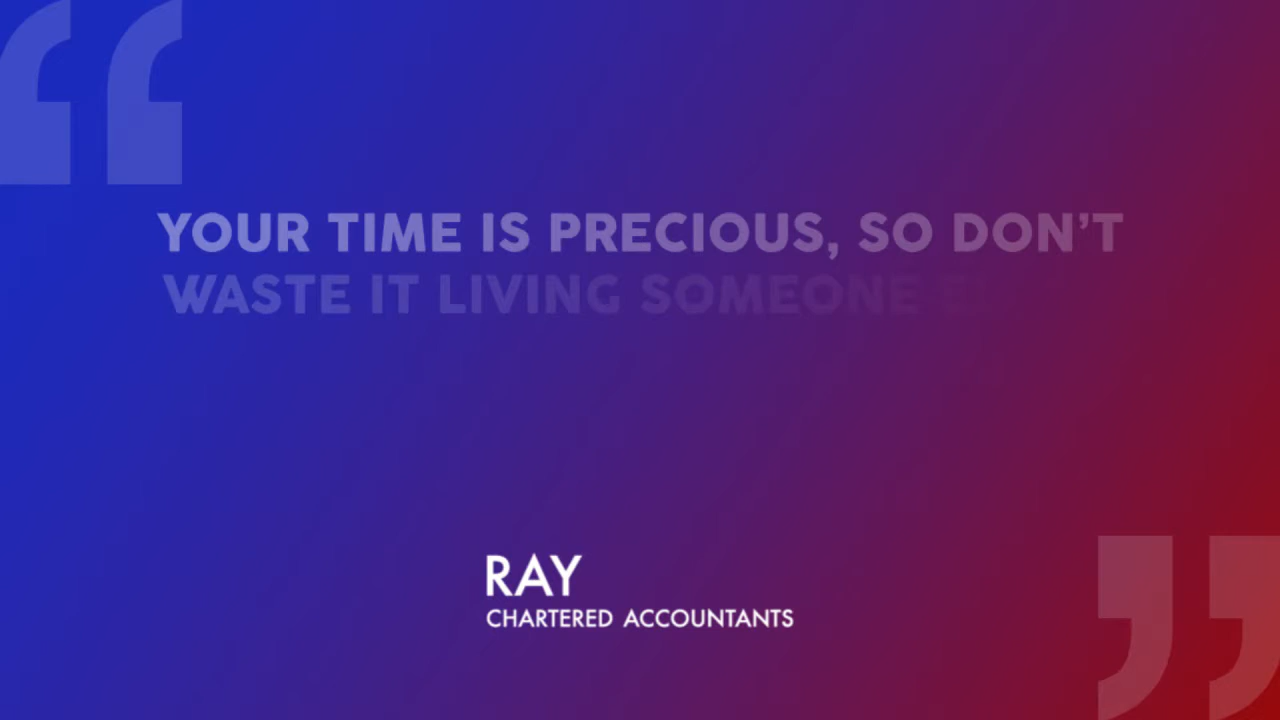 YOUR TIME IS PRECIOUS, SO DON’T
WASTE IT LIVING SOMEONE
RAY
CHARTERED ACCOUNTANTS